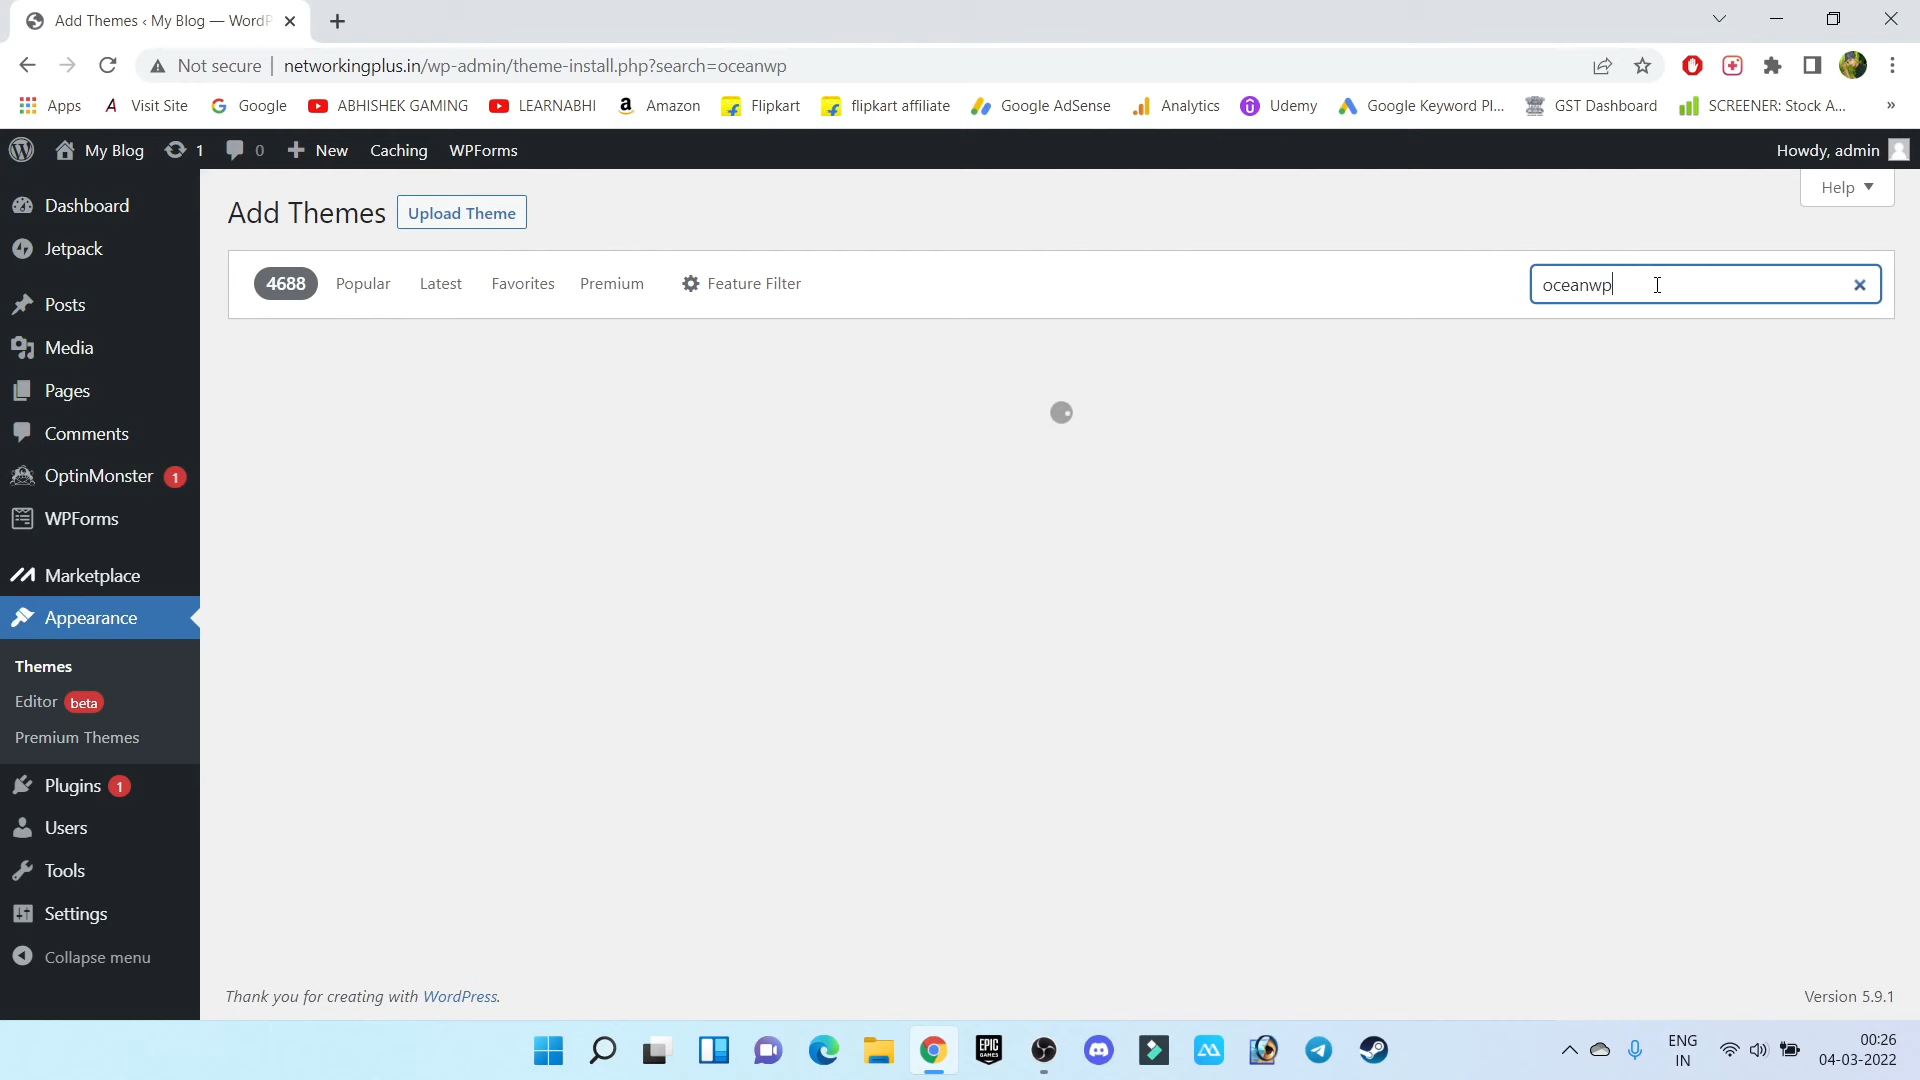 Add Themes ‹ My Blog — WordP
Not secure | networkingplus.in/wp-admin/theme-install.php?search=oceanwp
Apps Visit Site Google ABHISHEK GAMING LEARNABHI Amazon Flipkart flipkart affiliate Google AdSense Analytics Udemy Google Keyword Pl... GST Dashboard SCREENER: Stock A... »
My Blog 1 0 New Caching WPForms Howdy, admin
Help
Dashboard
Jetpack
Posts
Media
Pages
Comments
OptinMonster 1
WPForms
Marketplace
Appearance
Themes
Editor beta
Premium Themes
Plugins 1
Users
Tools
Settings
Collapse menu
Add Themes Upload Theme
4688 Popular Latest Favorites Premium Feature Filter oceanwp
Thank you for creating with WordPress. Version 5.9.1
EPIC GAMES
ENG
IN
00:26
04-03-2022